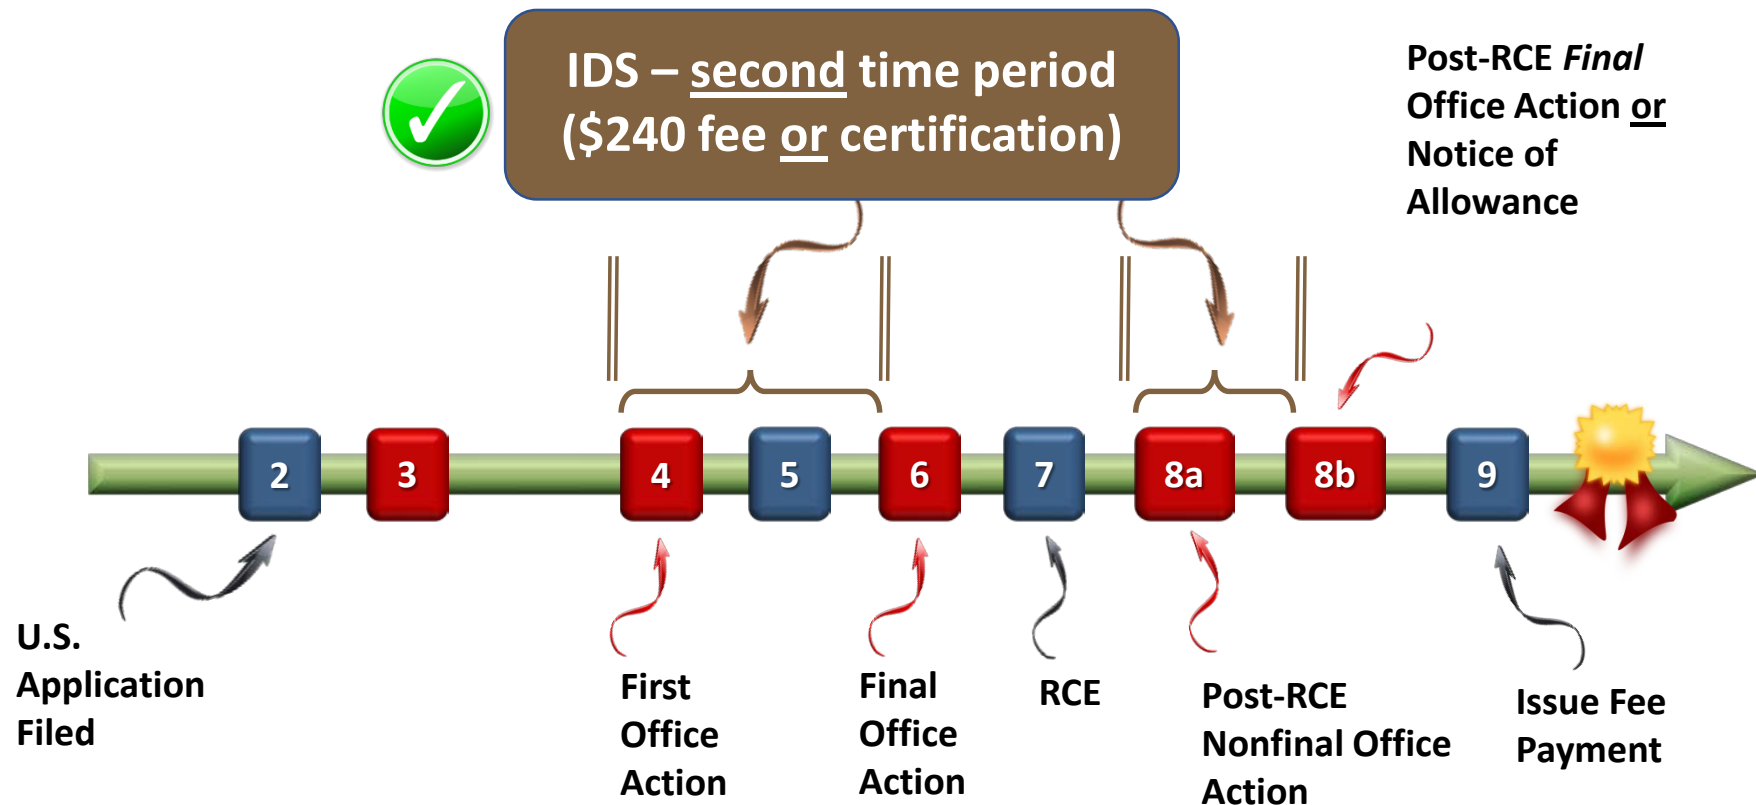 IDS – second time period
($240 fee or certification)
Post-RCE Final
Office Action or
Notice of
Allowance
2
3
4
5
6
7
8a
8b
9
U.S.
Application
Filed
First
Office
Action
Final
Office
Action
RCE
Post-RCE
Nonfinal Office
Action
Issue Fee
Payment